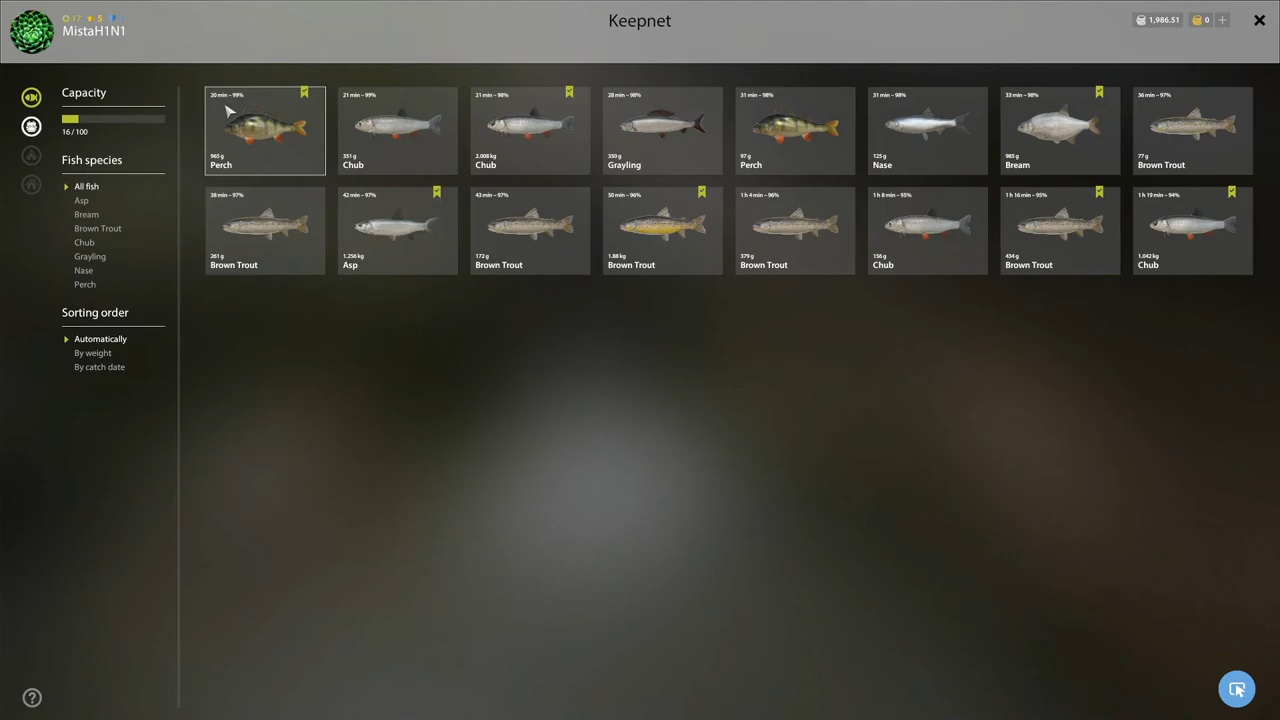 17 5
MistaH1N1
Keepnet
1,986.51 0
Capacity
16/100
Fish species
All fish
Asp
Bream
Brown Trout
Chub
Grayling
Nase
Perch
Sorting order
Automatically
By weight
By catch date
20 min – 99%
965 g
Perch
21 min – 99%
351 g
Chub
21 min – 98%
2.008 kg
Chub
28 min – 98%
350 g
Grayling
31 min – 98%
97 g
Perch
31 min – 98%
125 g
Nase
33 min – 98%
985 g
Bream
36 min – 97%
77 g
Brown Trout
38 min – 97%
261 g
Brown Trout
42 min – 97%
1.256 kg
Asp
43 min – 97%
172 g
Brown Trout
50 min – 96%
1.88 kg
Brown Trout
1 h 4 min – 96%
379 g
Brown Trout
1 h 8 min – 95%
156 g
Chub
1 h 16 min – 95%
434 g
Brown Trout
1 h 19 min – 94%
1.042 kg
Chub